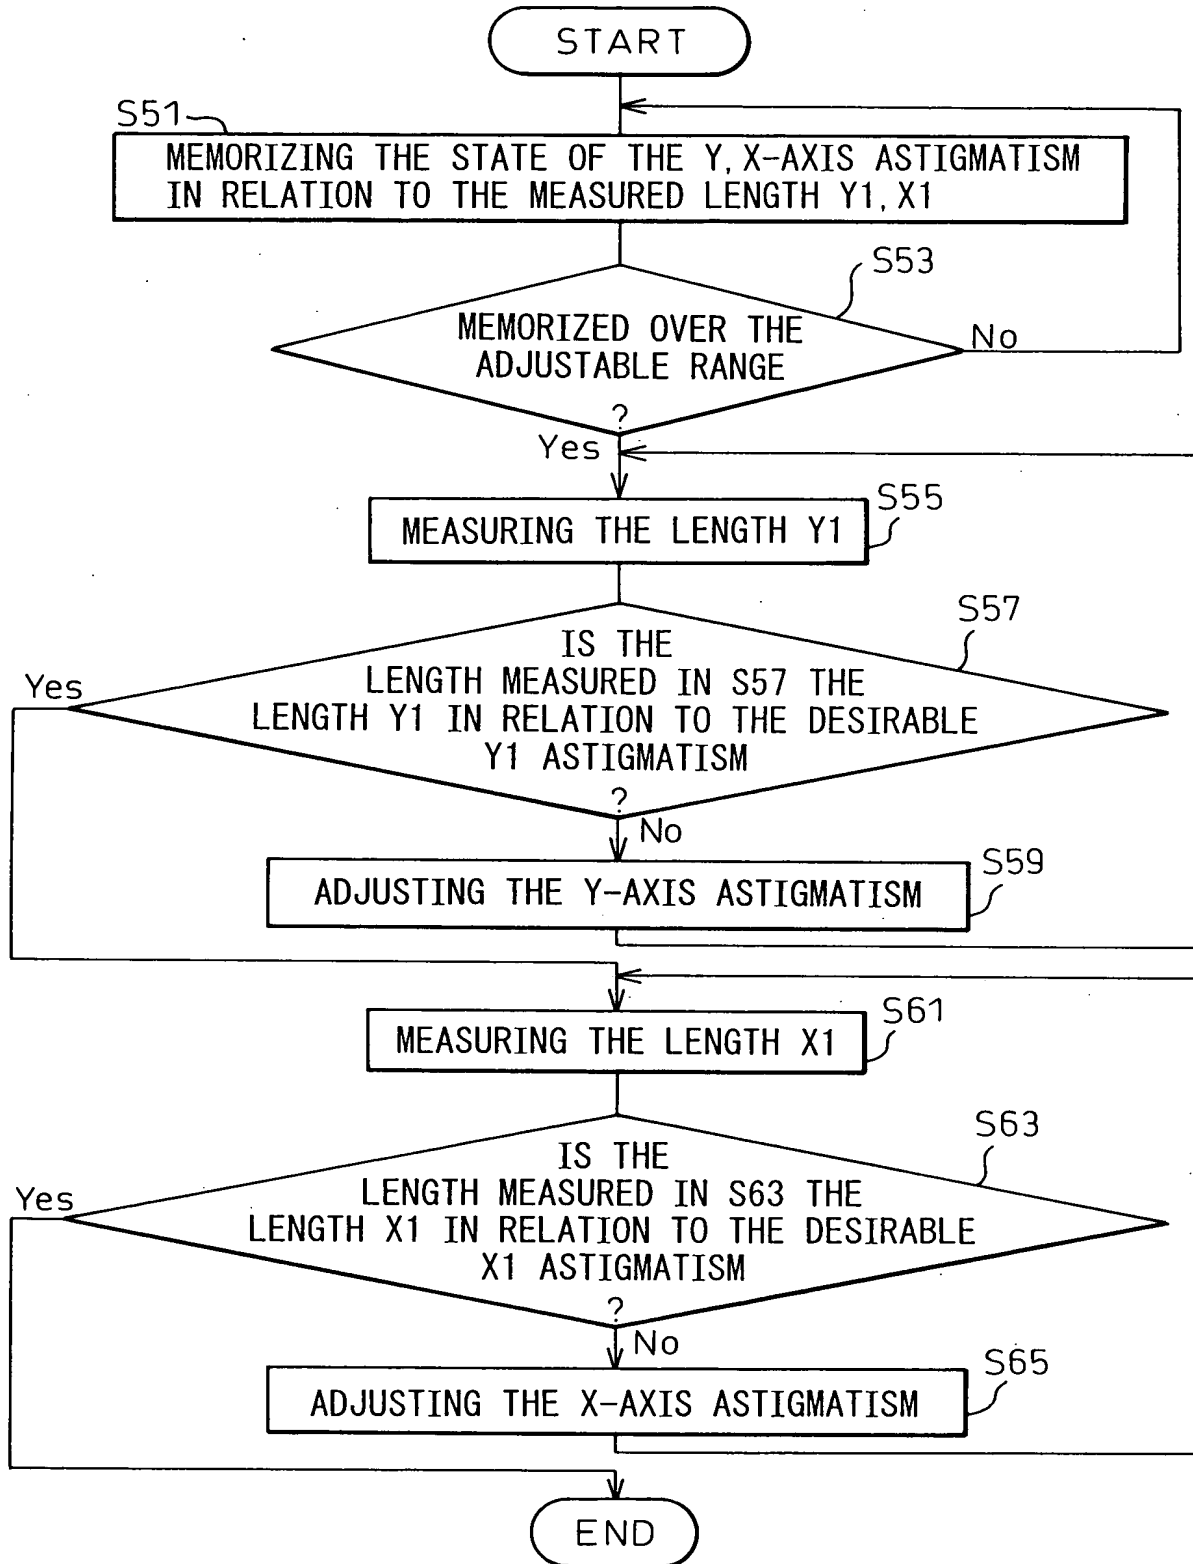 START
S51
MEMORIZING THE STATE OF THE Y, X-AXIS ASTIGMATISM
IN RELATION TO THE MEASURED LENGTH Y1, X1
S53
MEMORIZED OVER THE
ADJUSTABLE RANGE
?
No
Yes
S55
MEASURING THE LENGTH Y1
S57
IS THE
LENGTH MEASURED IN S57 THE
LENGTH Y1 IN RELATION TO THE DESIRABLE
Y1 ASTIGMATISM
?
Yes
No
S59
ADJUSTING THE Y-AXIS ASTIGMATISM
S61
MEASURING THE LENGTH X1
S63
IS THE
LENGTH MEASURED IN S63 THE
LENGTH X1 IN RELATION TO THE DESIRABLE
X1 ASTIGMATISM
?
Yes
No
S65
ADJUSTING THE X-AXIS ASTIGMATISM
END